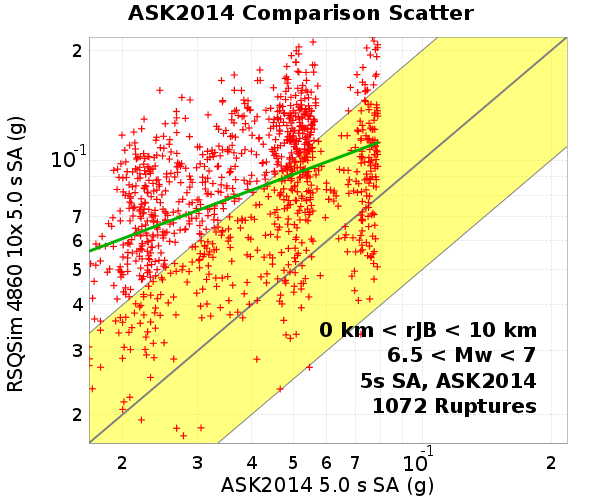 ASK2014 Comparison Scatter
RSQSim 4860 10x 5.0 s SA (g)
2
10-1
7
6
5
4
3
2
0 km < rJB < 10 km
6.5 < Mw < 7
5s SA, ASK2014
1072 Ruptures
2 3 4 5 6 7 10-1 2
ASK2014 5.0 s SA (g)